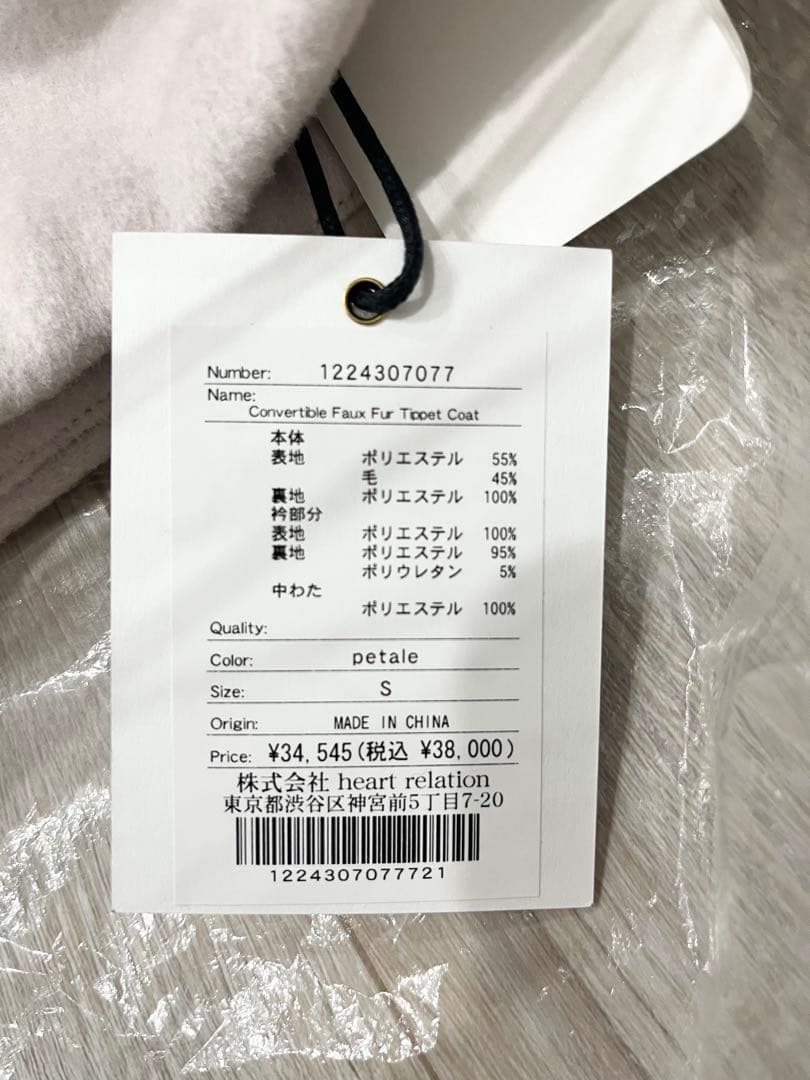 Number: 1224307077
Name:
Convertible Faux Fur Tippet Coat
本体
表地 ポリエステル 55%
毛 45%
裏地 ポリエステル 100%
衿部分
表地 ポリエステル 100%
裏地 ポリエステル 95%
ポリウレタン 5%
中わた
ポリエステル 100%
Quality:
Color: petale
Size: S
Origin: MADE IN CHINA
Price: ¥34,545(税込 ¥38,000)
株式会社 heart relation
東京都渋谷区神宮前5丁目7-20
1224307077721